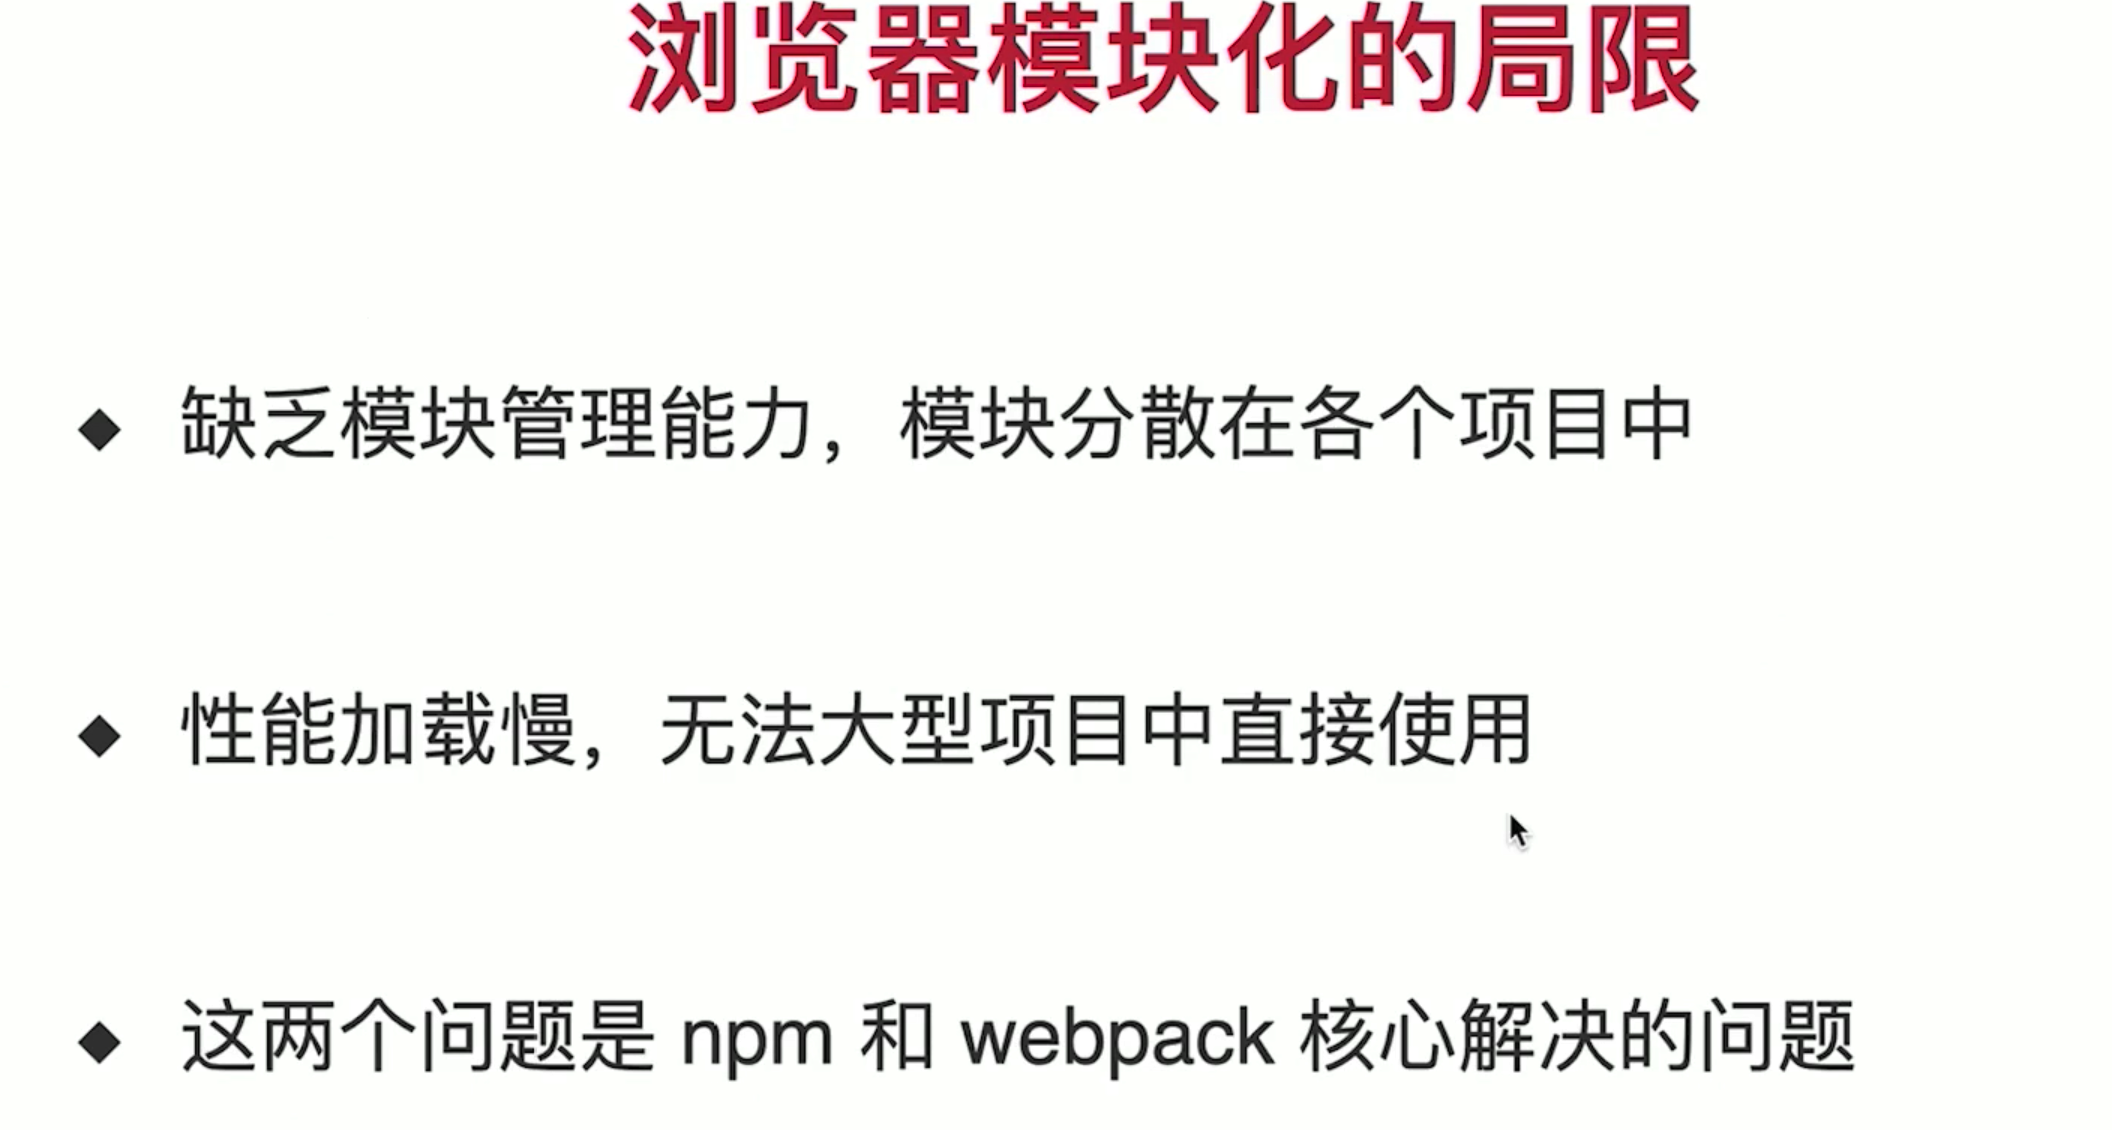 浏览器模块化的局限
◆ 缺乏模块管理能力，模块分散在各个项目中
◆ 性能加载慢，无法大型项目中直接使用
◆ 这两个问题是 npm 和 webpack 核心解决的问题